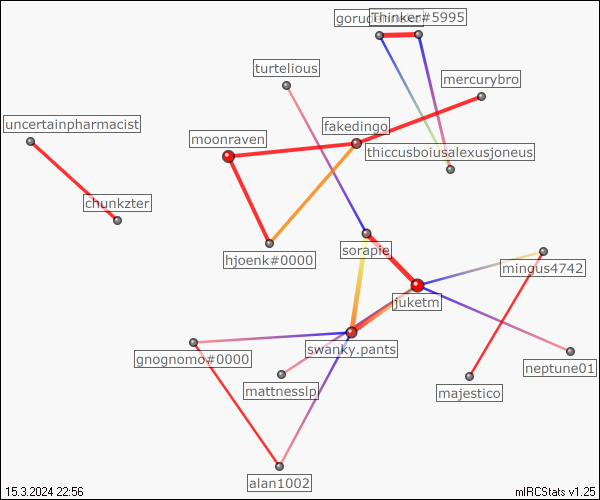 Thinker#5995
turtelious
mercurybro
uncertainpharmacist
fakedingo
moonraven
thiccusboiusalexusjoneus
chunkzter
sorapie
hjoenk#0000
mingus4742
juketm
swanky.pants
gnognomo#0000
neptune01
mattnesslp
majestico
alan1002
15.3.2024 22:56
mIRCStats v1.25